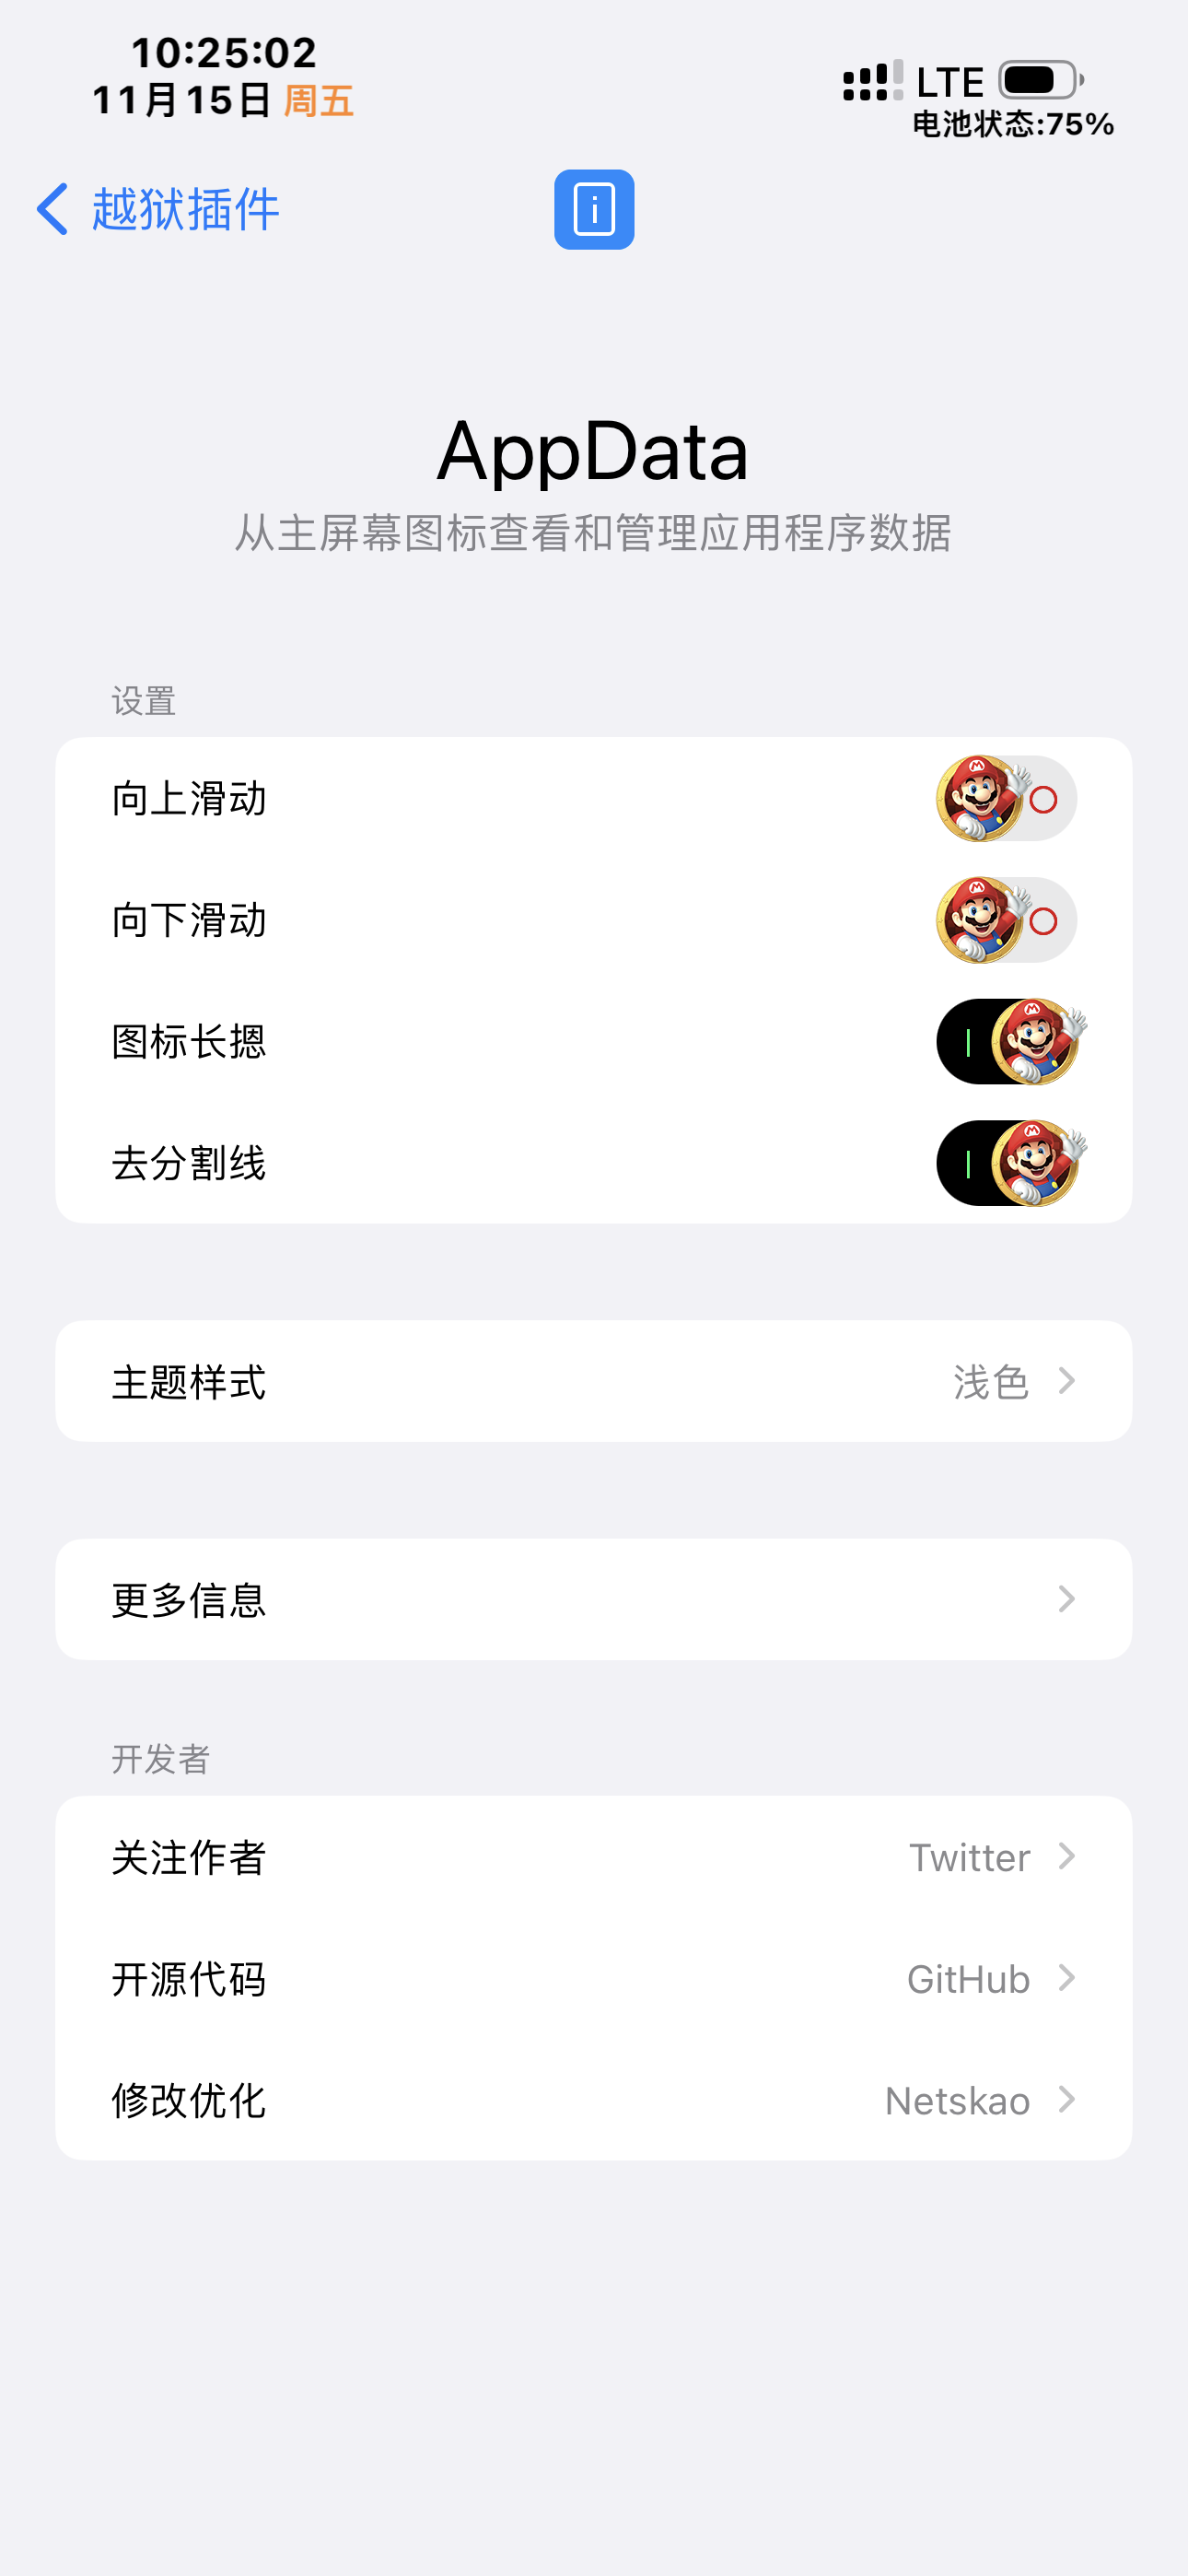 10:25:02
11月15日 周五
LTE
电池状态:75%
越狱插件
AppData
从主屏幕图标查看和管理应用程序数据
设置
向上滑动
向下滑动
图标长摁
去分割线
主题样式 浅色
更多信息
开发者
关注作者 Twitter
开源代码 GitHub
修改优化 Netskao